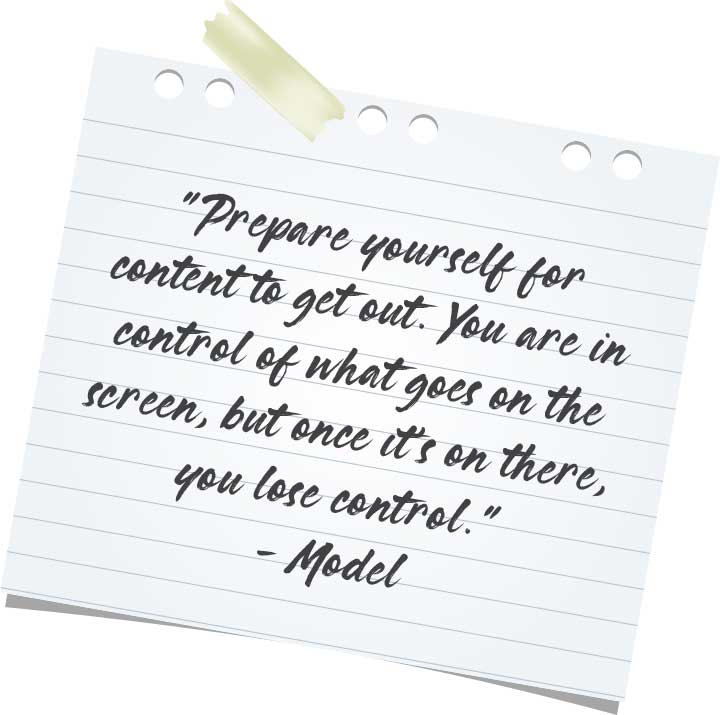 "Prepare yourself for
content to get out. You are in
control of what goes on the
screen, but once it's on there,
you lose control."
- Model